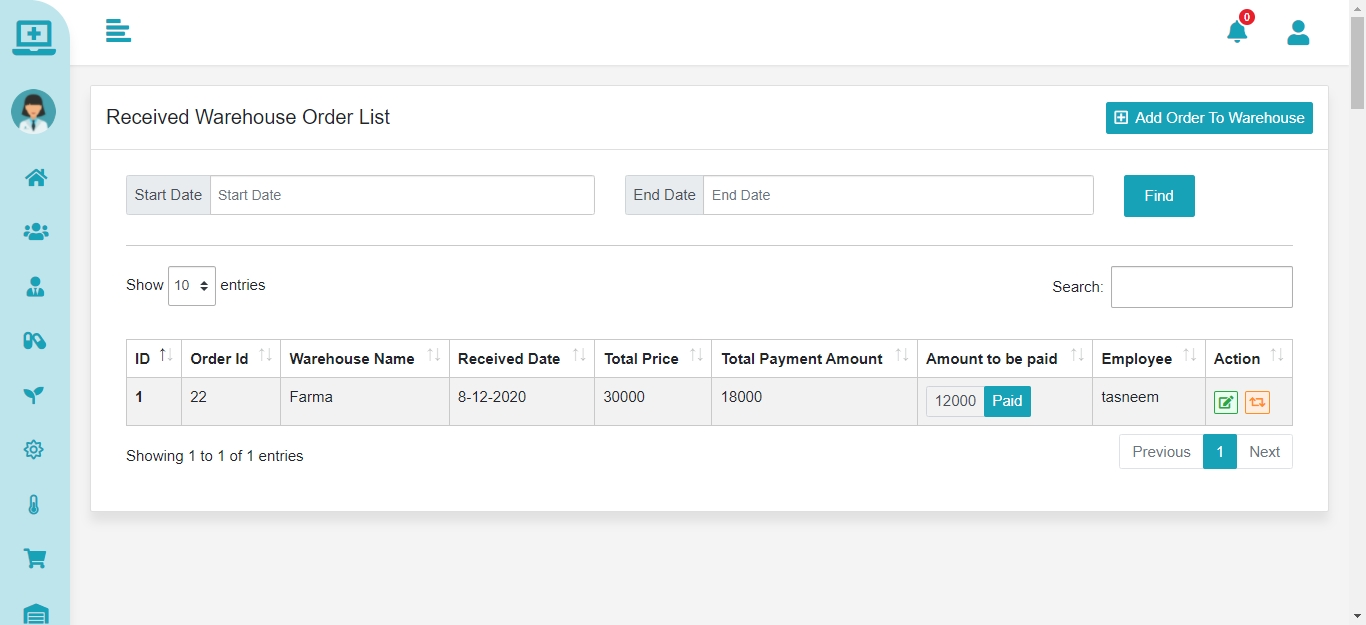 0
Received Warehouse Order List
Add Order To Warehouse
Start Date Start Date End Date End Date Find
Show 10 entries Search:
ID Order Id Warehouse Name Received Date Total Price Total Payment Amount Amount to be paid Employee Action
1 22 Farma 8-12-2020 30000 18000 12000 Paid tasneem
Showing 1 to 1 of 1 entries Previous 1 Next